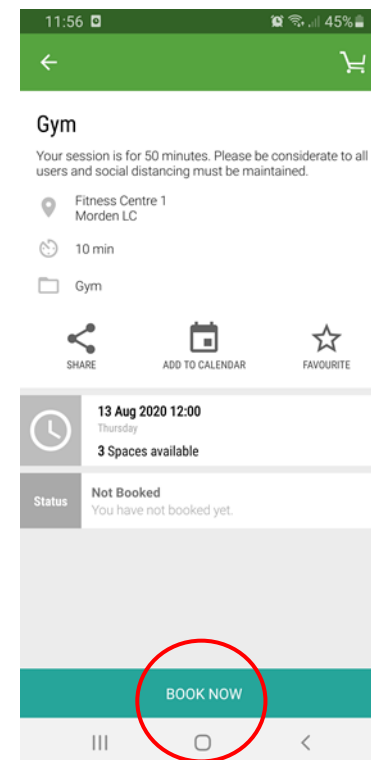 11:56 45%
Gym
Your session is for 50 minutes. Please be considerate to all
users and social distancing must be maintained.
Fitness Centre 1
Morden LC
10 min
Gym
SHARE ADD TO CALENDAR FAVOURITE
13 Aug 2020 12:00
Thursday
3 Spaces available
Status
Not Booked
You have not booked yet.
BOOK NOW